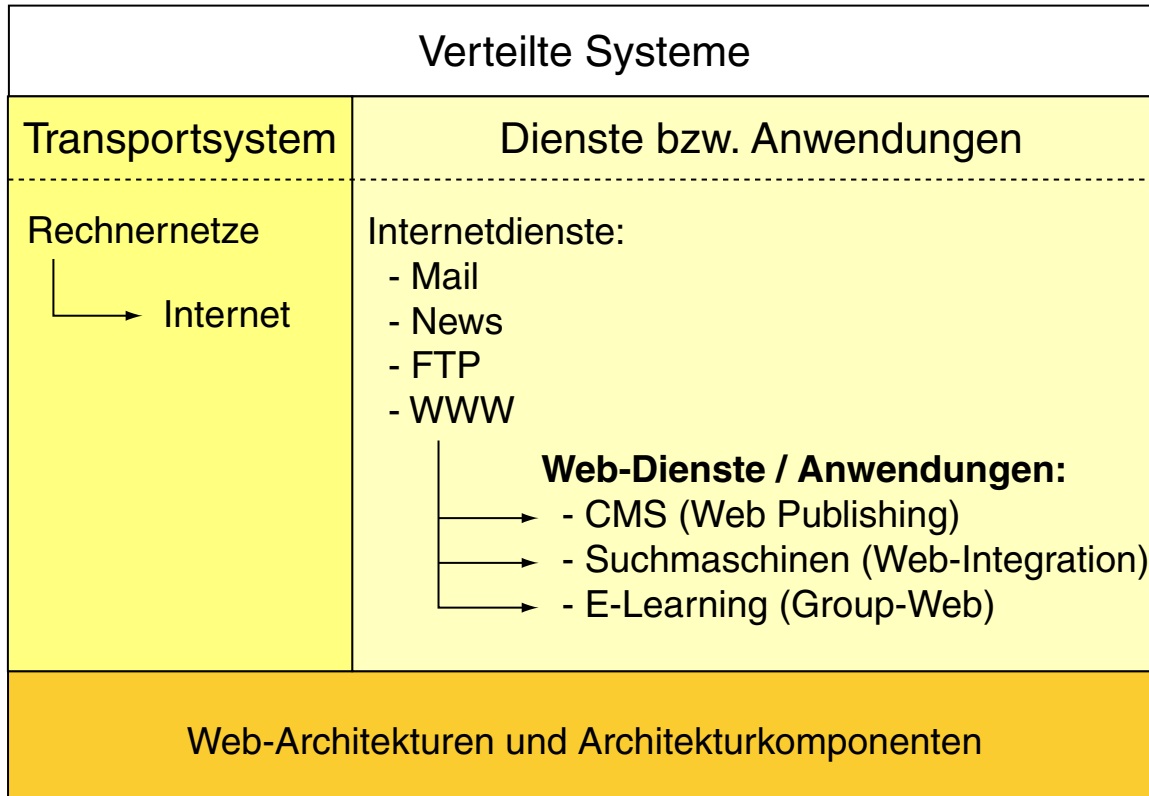 Verteilte Systeme
Transportsystem
Dienste bzw. Anwendungen
Rechnernetze
Internet
Internetdienste:
- Mail
- News
- FTP
- WWW
Web-Dienste / Anwendungen:
- CMS (Web Publishing)
- Suchmaschinen (Web-Integration)
- E-Learning (Group-Web)
Web-Architekturen und Architekturkomponenten